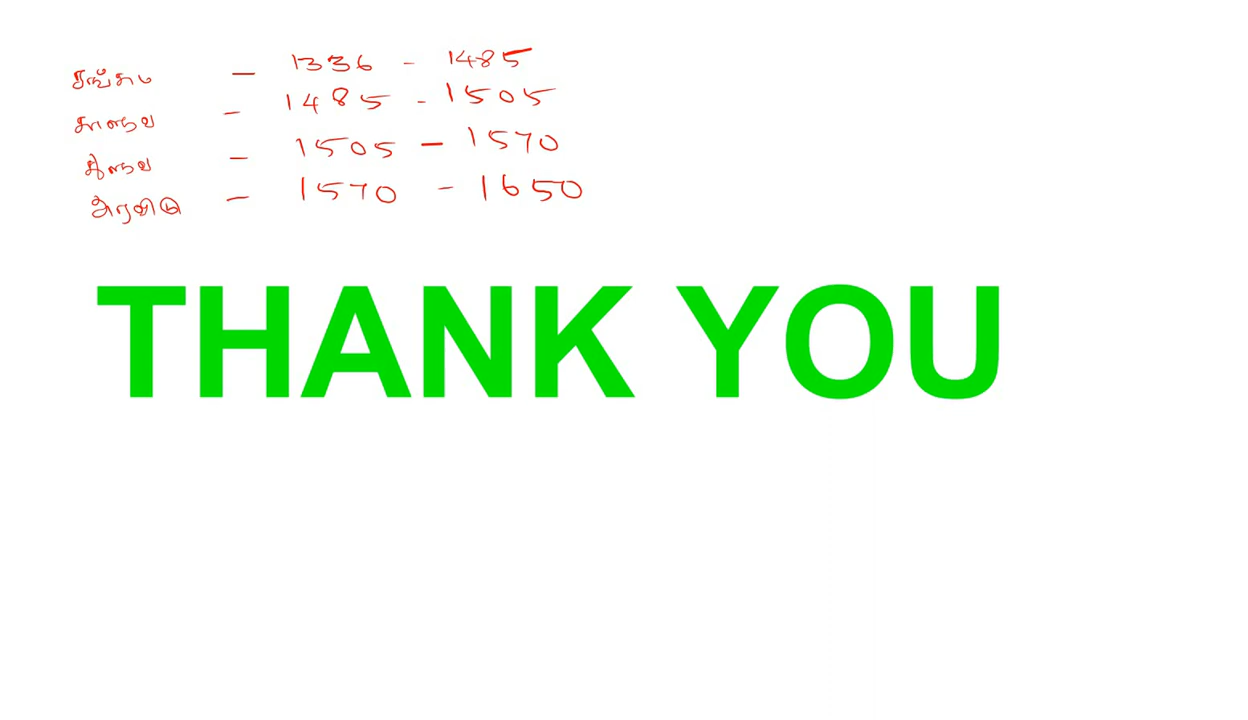 சங்கம - 1336 - 1485
சாளுவ - 1485 - 1505
துளுவ - 1505 - 1570
அரவிடு - 1570 - 1650
THANK YOU